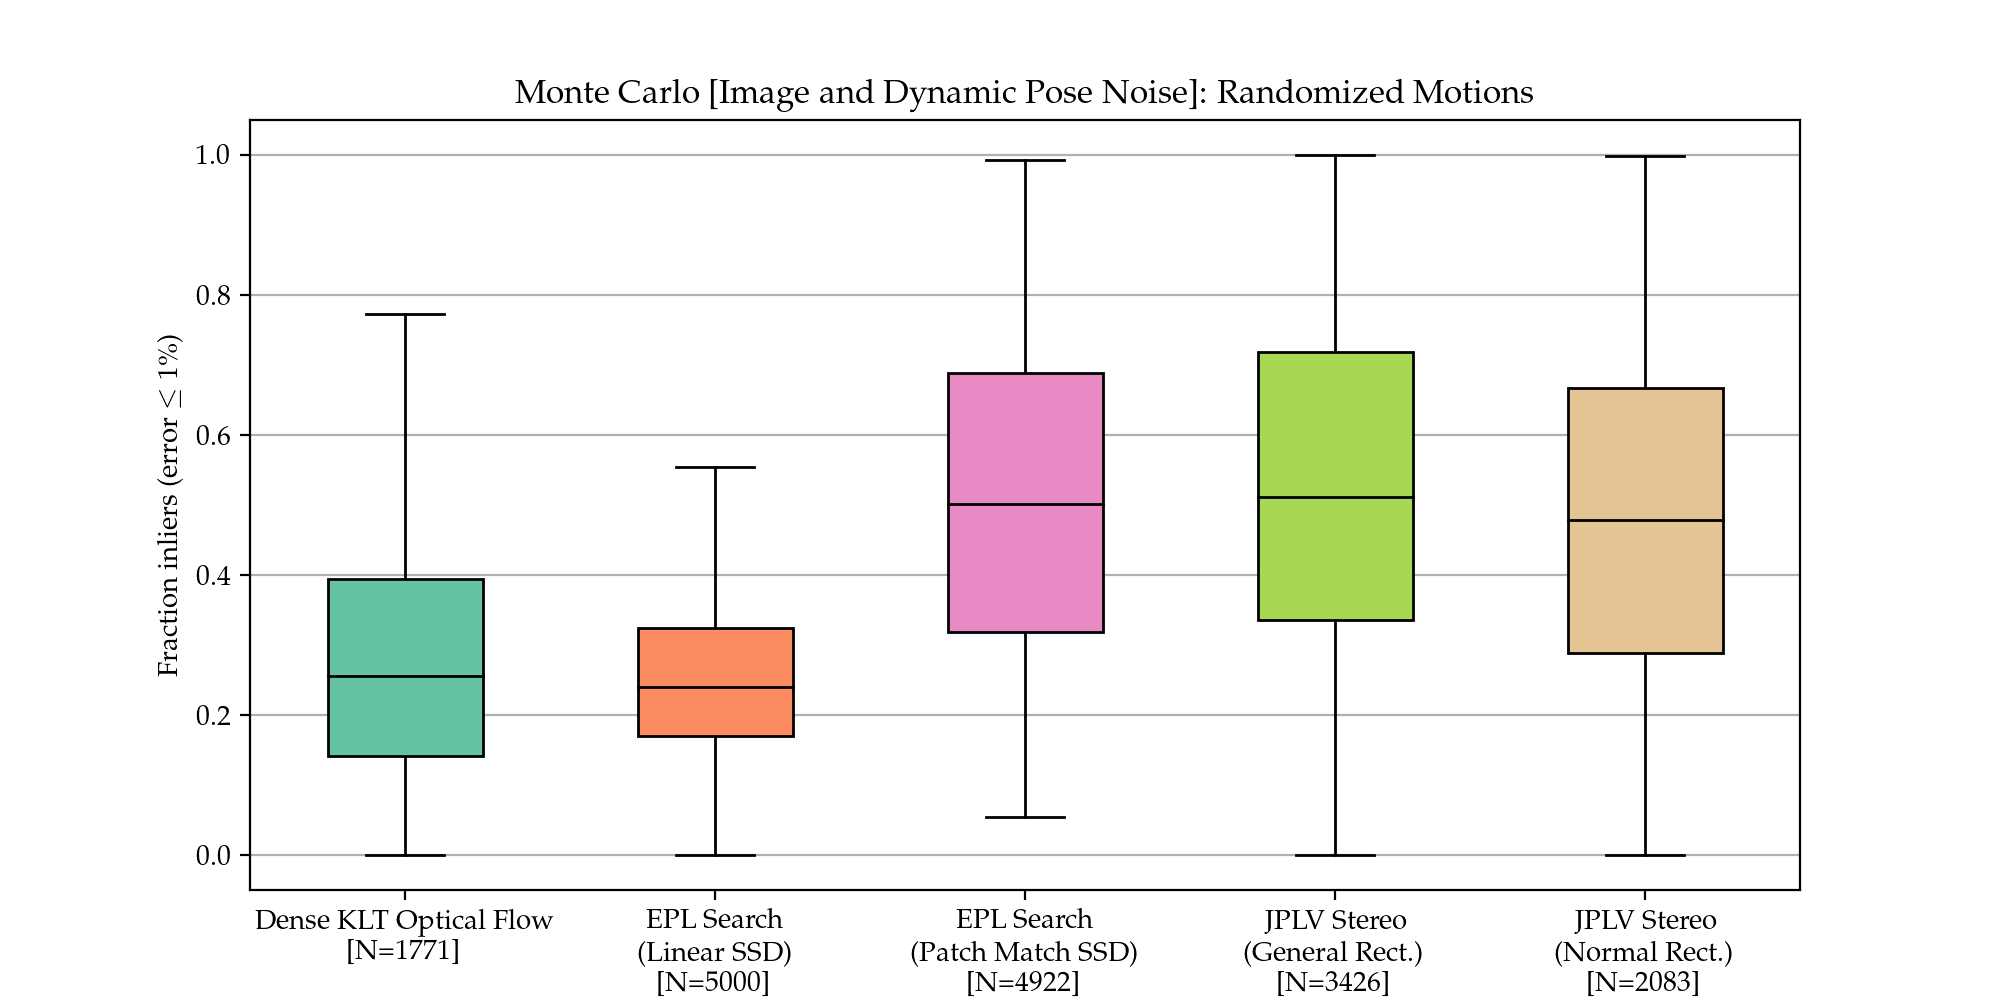 Monte Carlo [Image and Dynamic Pose Noise]: Randomized Motions
Fraction inliers (error ≤ 1%)
1.0
0.8
0.6
0.4
0.2
0.0
Dense KLT Optical Flow
[N=1771]
EPL Search
(Linear SSD)
[N=5000]
EPL Search
(Patch Match SSD)
[N=4922]
JPLV Stereo
(General Rect.)
[N=3426]
JPLV Stereo
(Normal Rect.)
[N=2083]